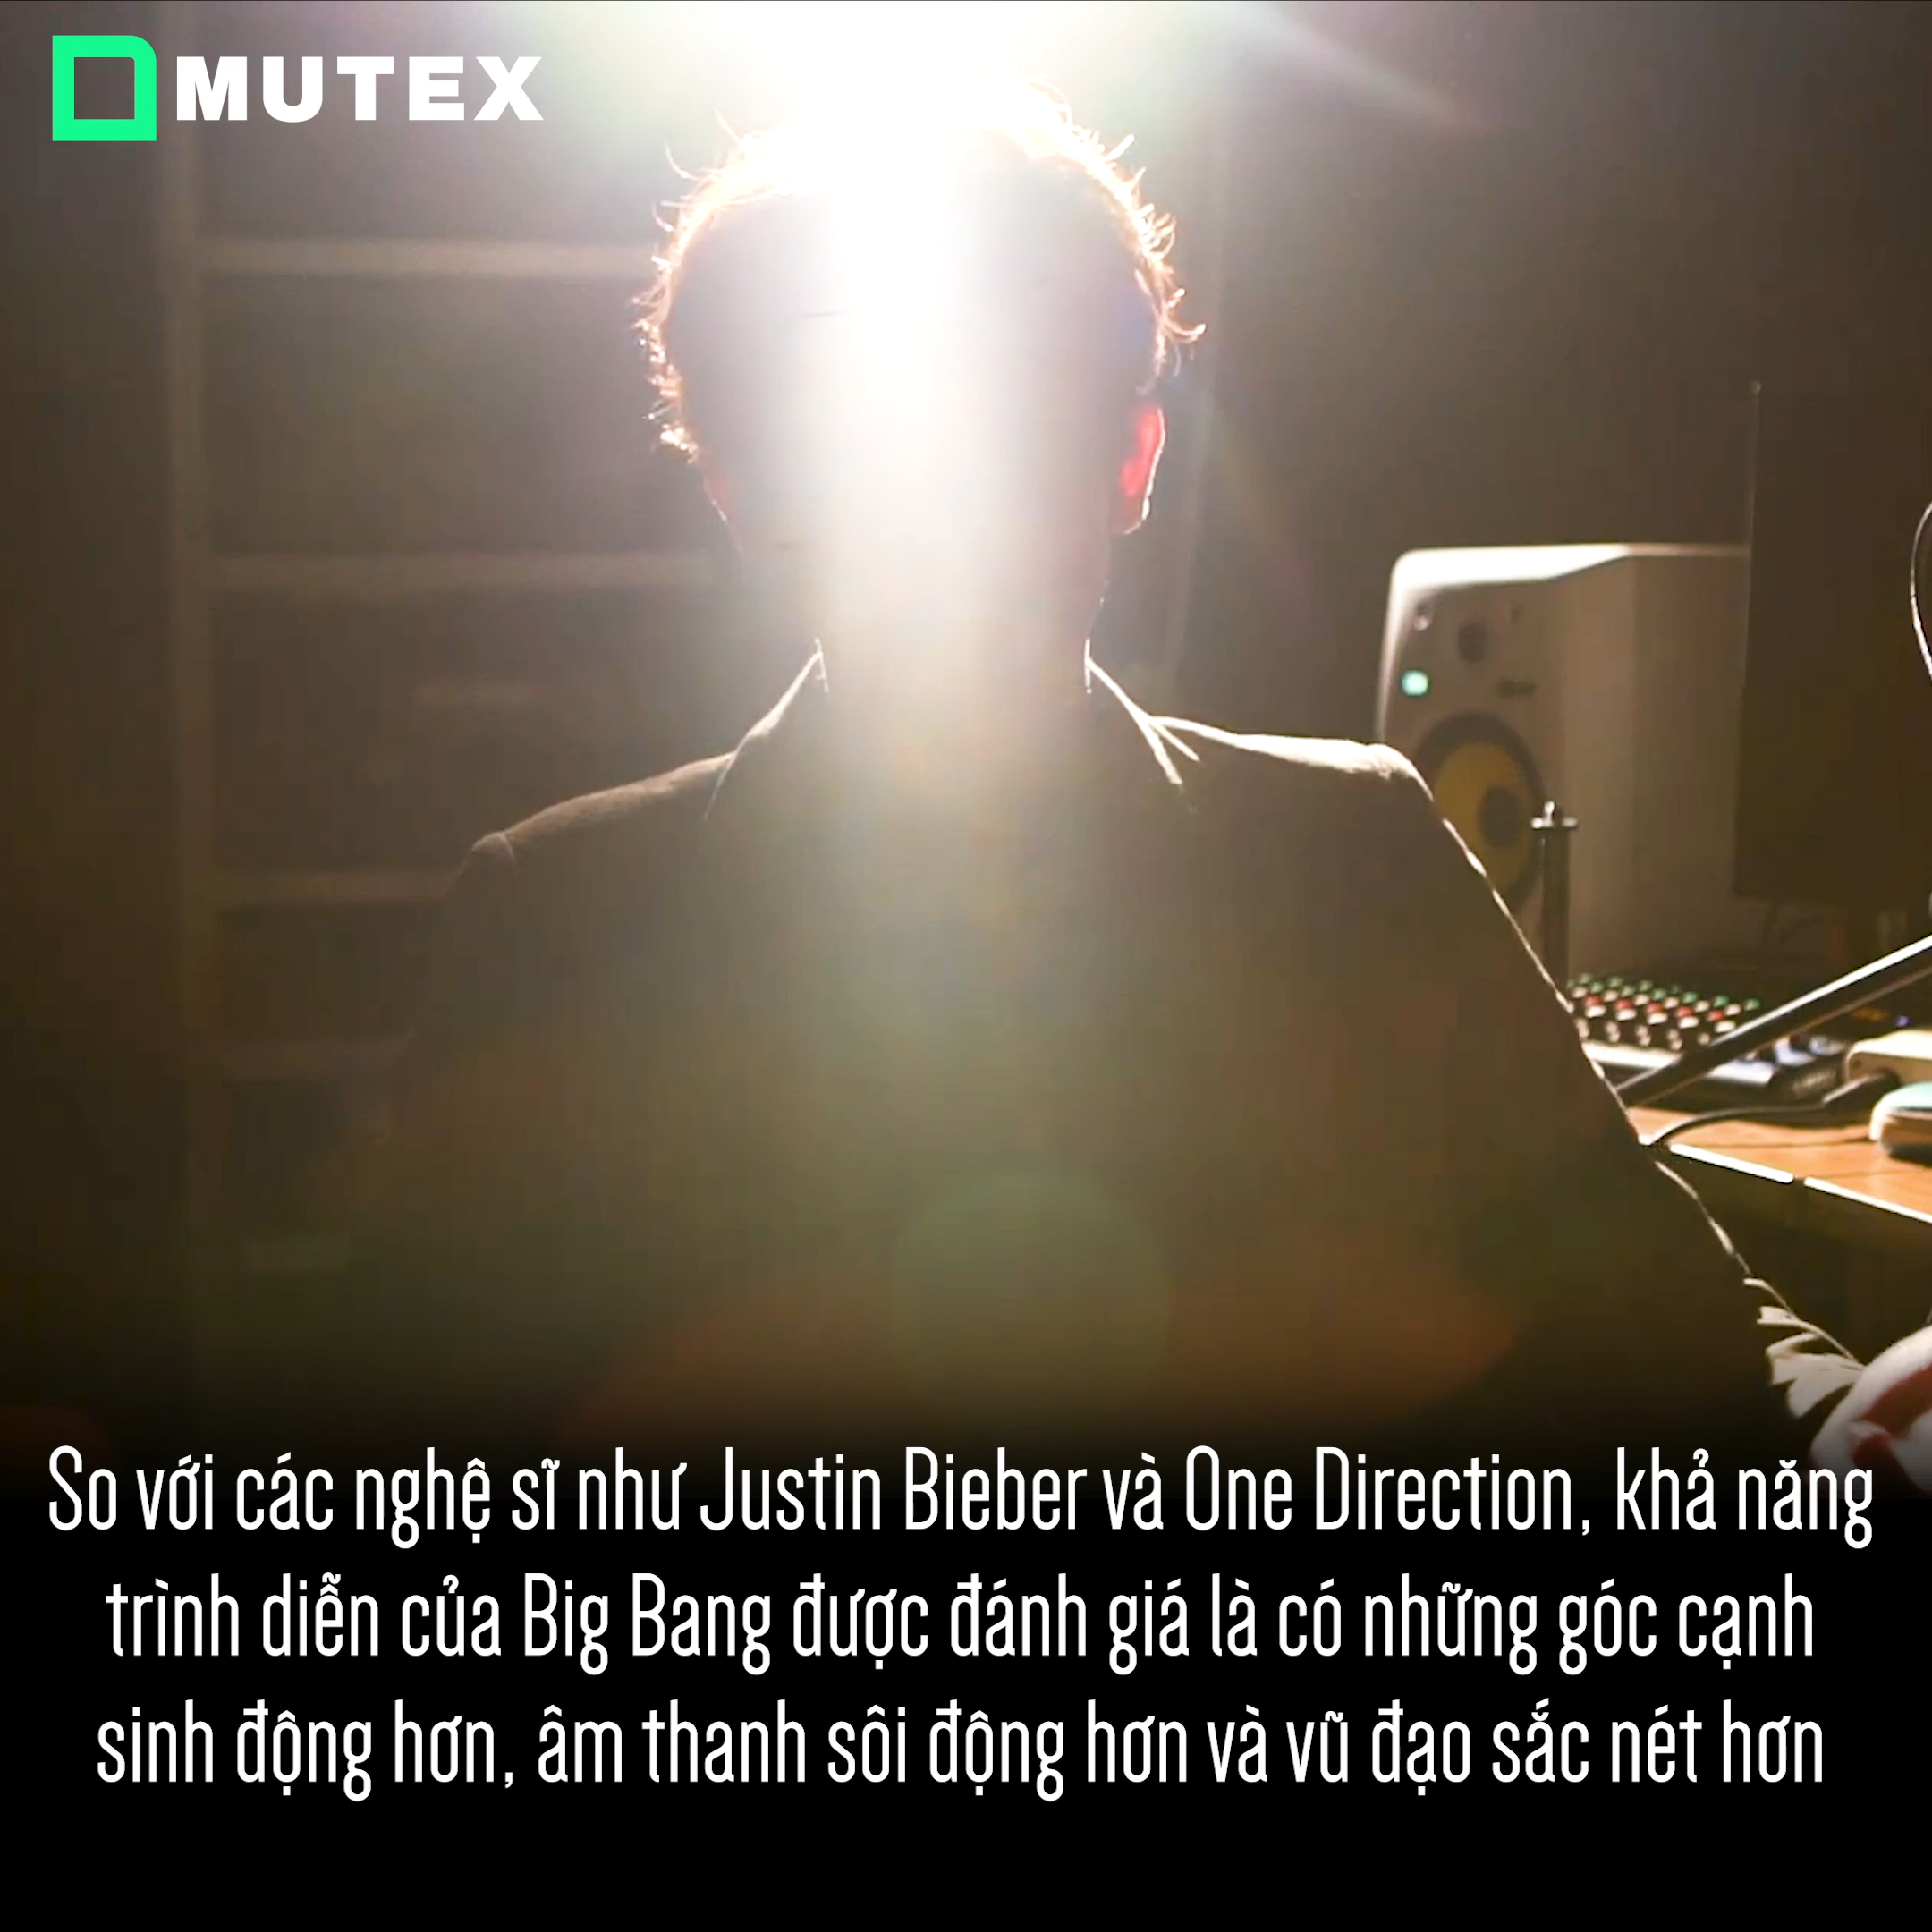 MUTEX
So với các nghệ sĩ như Justin Bieber và One Direction, khả năng
trình diễn của Big Bang được đánh giá là có những góc cạnh
sinh động hơn, âm thanh sôi động hơn và vũ đạo sắc nét hơn